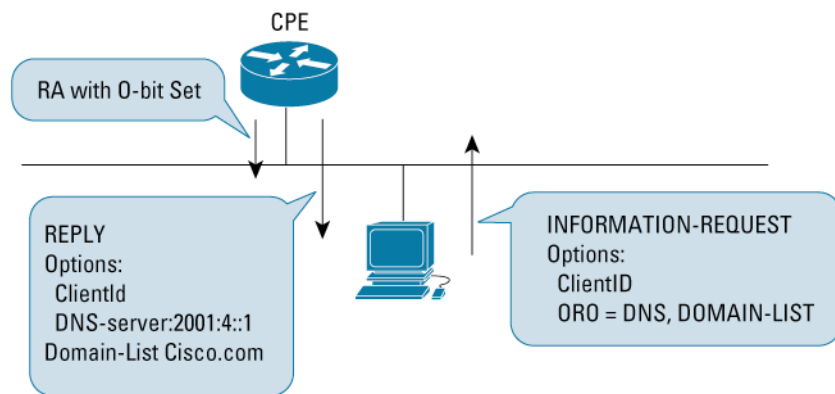 CPE
RA with O-bit Set
REPLY
Options:
ClientId
DNS-server:2001:4::1
Domain-List Cisco.com
INFORMATION-REQUEST
Options:
ClientID
ORO = DNS, DOMAIN-LIST